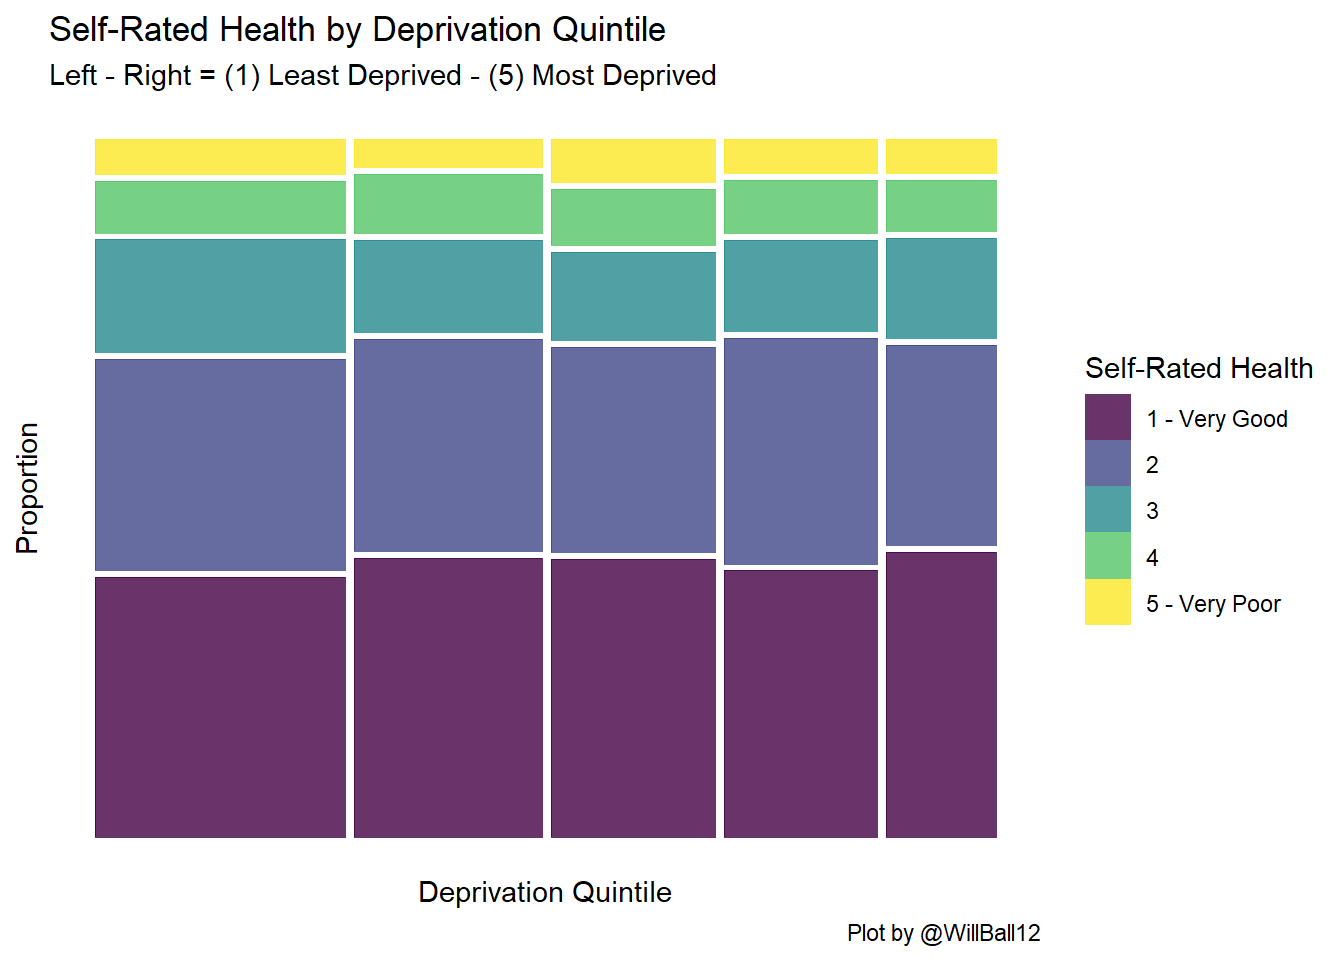 Self-Rated Health by Deprivation Quintile
Left - Right = (1) Least Deprived - (5) Most Deprived
Proportion
Self-Rated Health
1 - Very Good
2
3
4
5 - Very Poor
Deprivation Quintile
Plot by @WillBall12